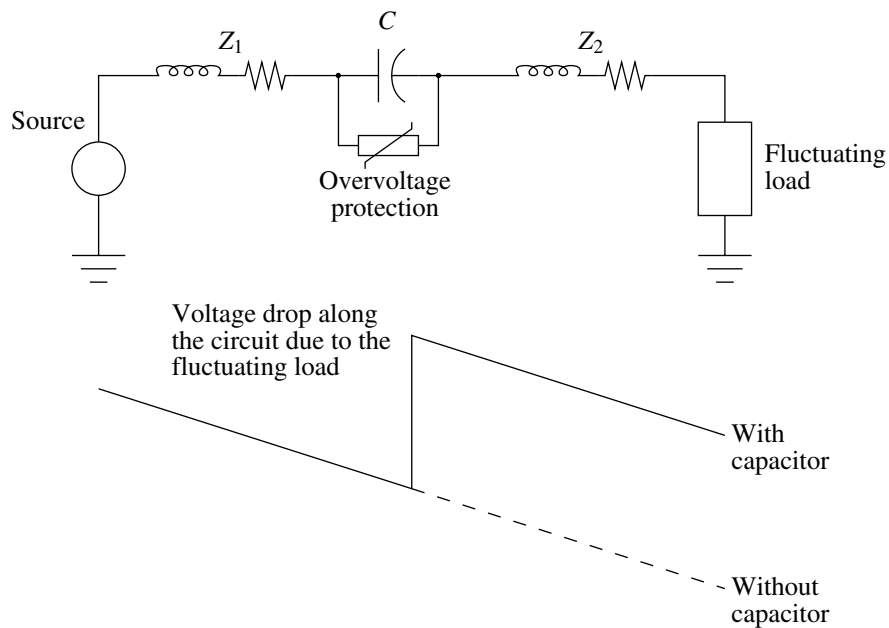 C
Z1
Z2
Source
Overvoltage
protection
Fluctuating
load
Voltage drop along
the circuit due to the
fluctuating load
With
capacitor
Without
capacitor